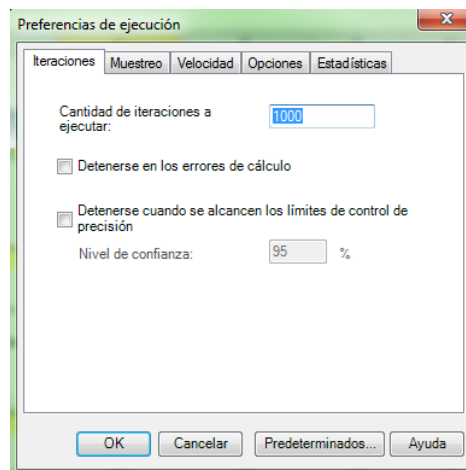 Preferencias de ejecución
Iteraciones Muestreo Velocidad Opciones Estadísticas
Cantidad de iteraciones a
ejecutar:
1000
Detenerse en los errores de cálculo
Detenerse cuando se alcancen los límites de control de
precisión
Nivel de confianza: 95 %
OK Cancelar Predeterminados... Ayuda